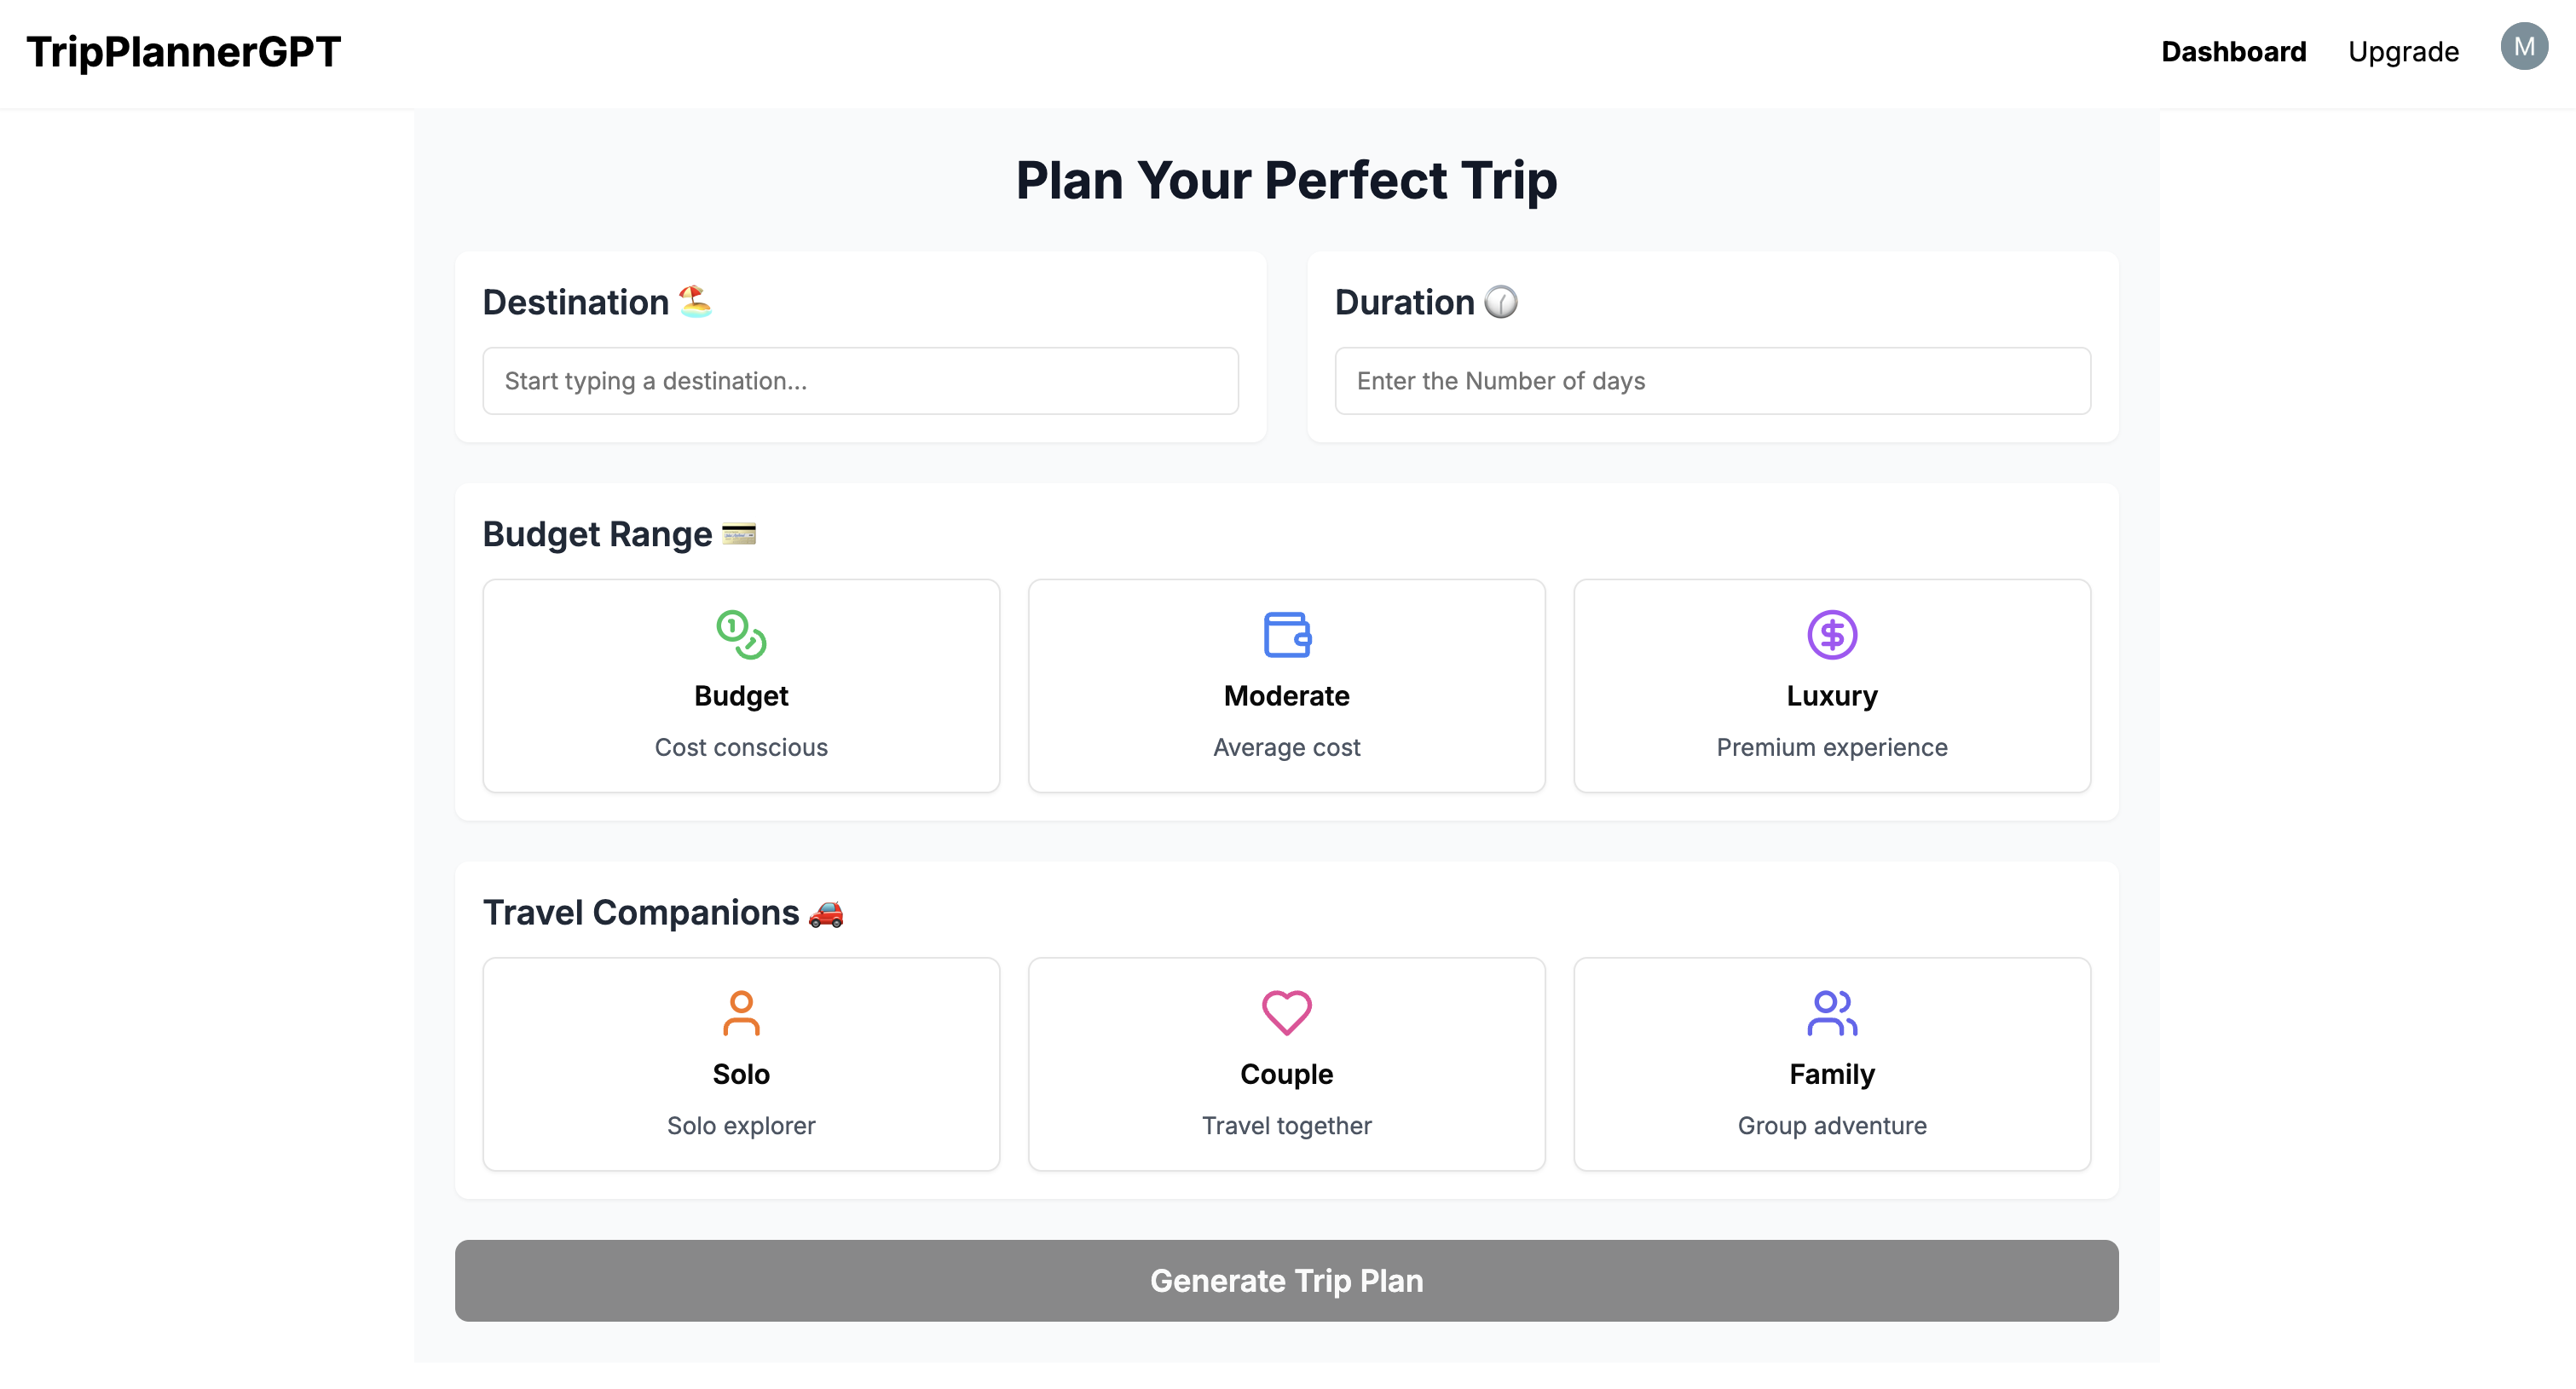 TripPlannerGPT
Dashboard
Upgrade
M
Plan Your Perfect Trip
Destination 🏖️
Duration 🕜
Start typing a destination...
Enter the Number of days
Budget Range 💳
Budget
Moderate
Luxury
Cost conscious
Average cost
Premium experience
Travel Companions 🚗
Solo
Couple
Family
Solo explorer
Travel together
Group adventure
Generate Trip Plan